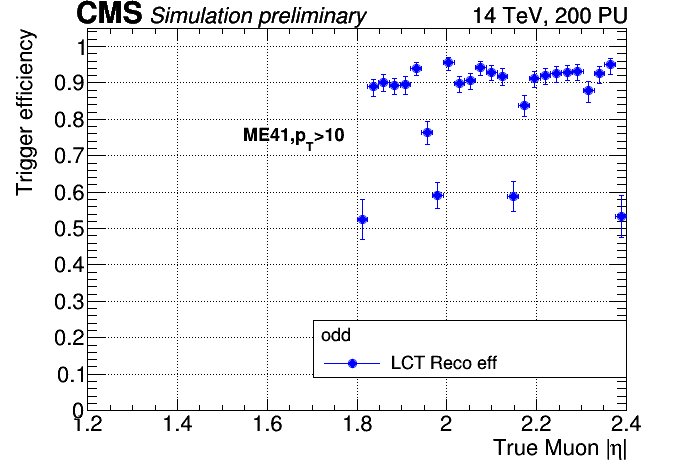 CMS Simulation preliminary 14 TeV, 200 PU
Trigger efficiency
1
0.9
0.8
0.7
0.6
0.5
0.4
0.3
0.2
0.1
0
ME41,p_T>10
odd
LCT Reco eff
1.2 1.4 1.6 1.8 2 2.2 2.4
True Muon |η|